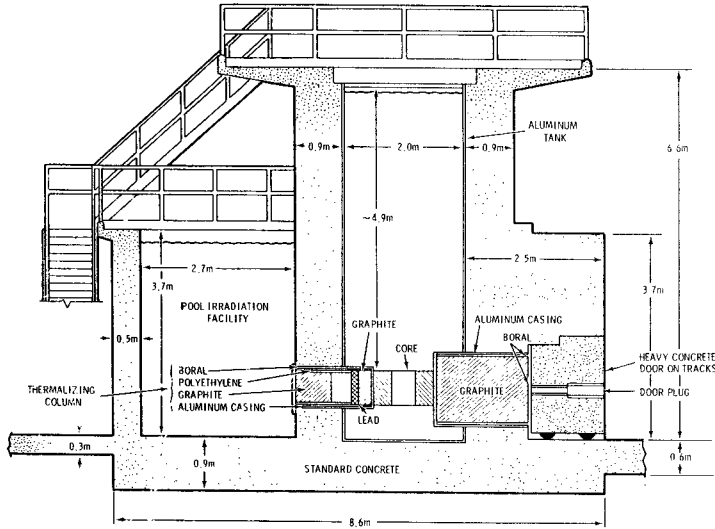 ALUMINUM
TANK
0.9m
2.0m
0.9m
6.6m
~4.9m
2.7m
3.7m
2.5m
3.7m
POOL IRRADIATION
FACILITY
GRAPHITE
ALUMINUM CASING
0.5m
CORE
BORAL
BORAL
POLYETHYLENE
GRAPHITE
ALUMINUM CASING
THERMALIZING
COLUMN
GRAPHITE
HEAVY CONCRETE
DOOR ON TRACKS
DOOR PLUG
LEAD
0.3m
0.9m
STANDARD CONCRETE
0.6m
8.6m